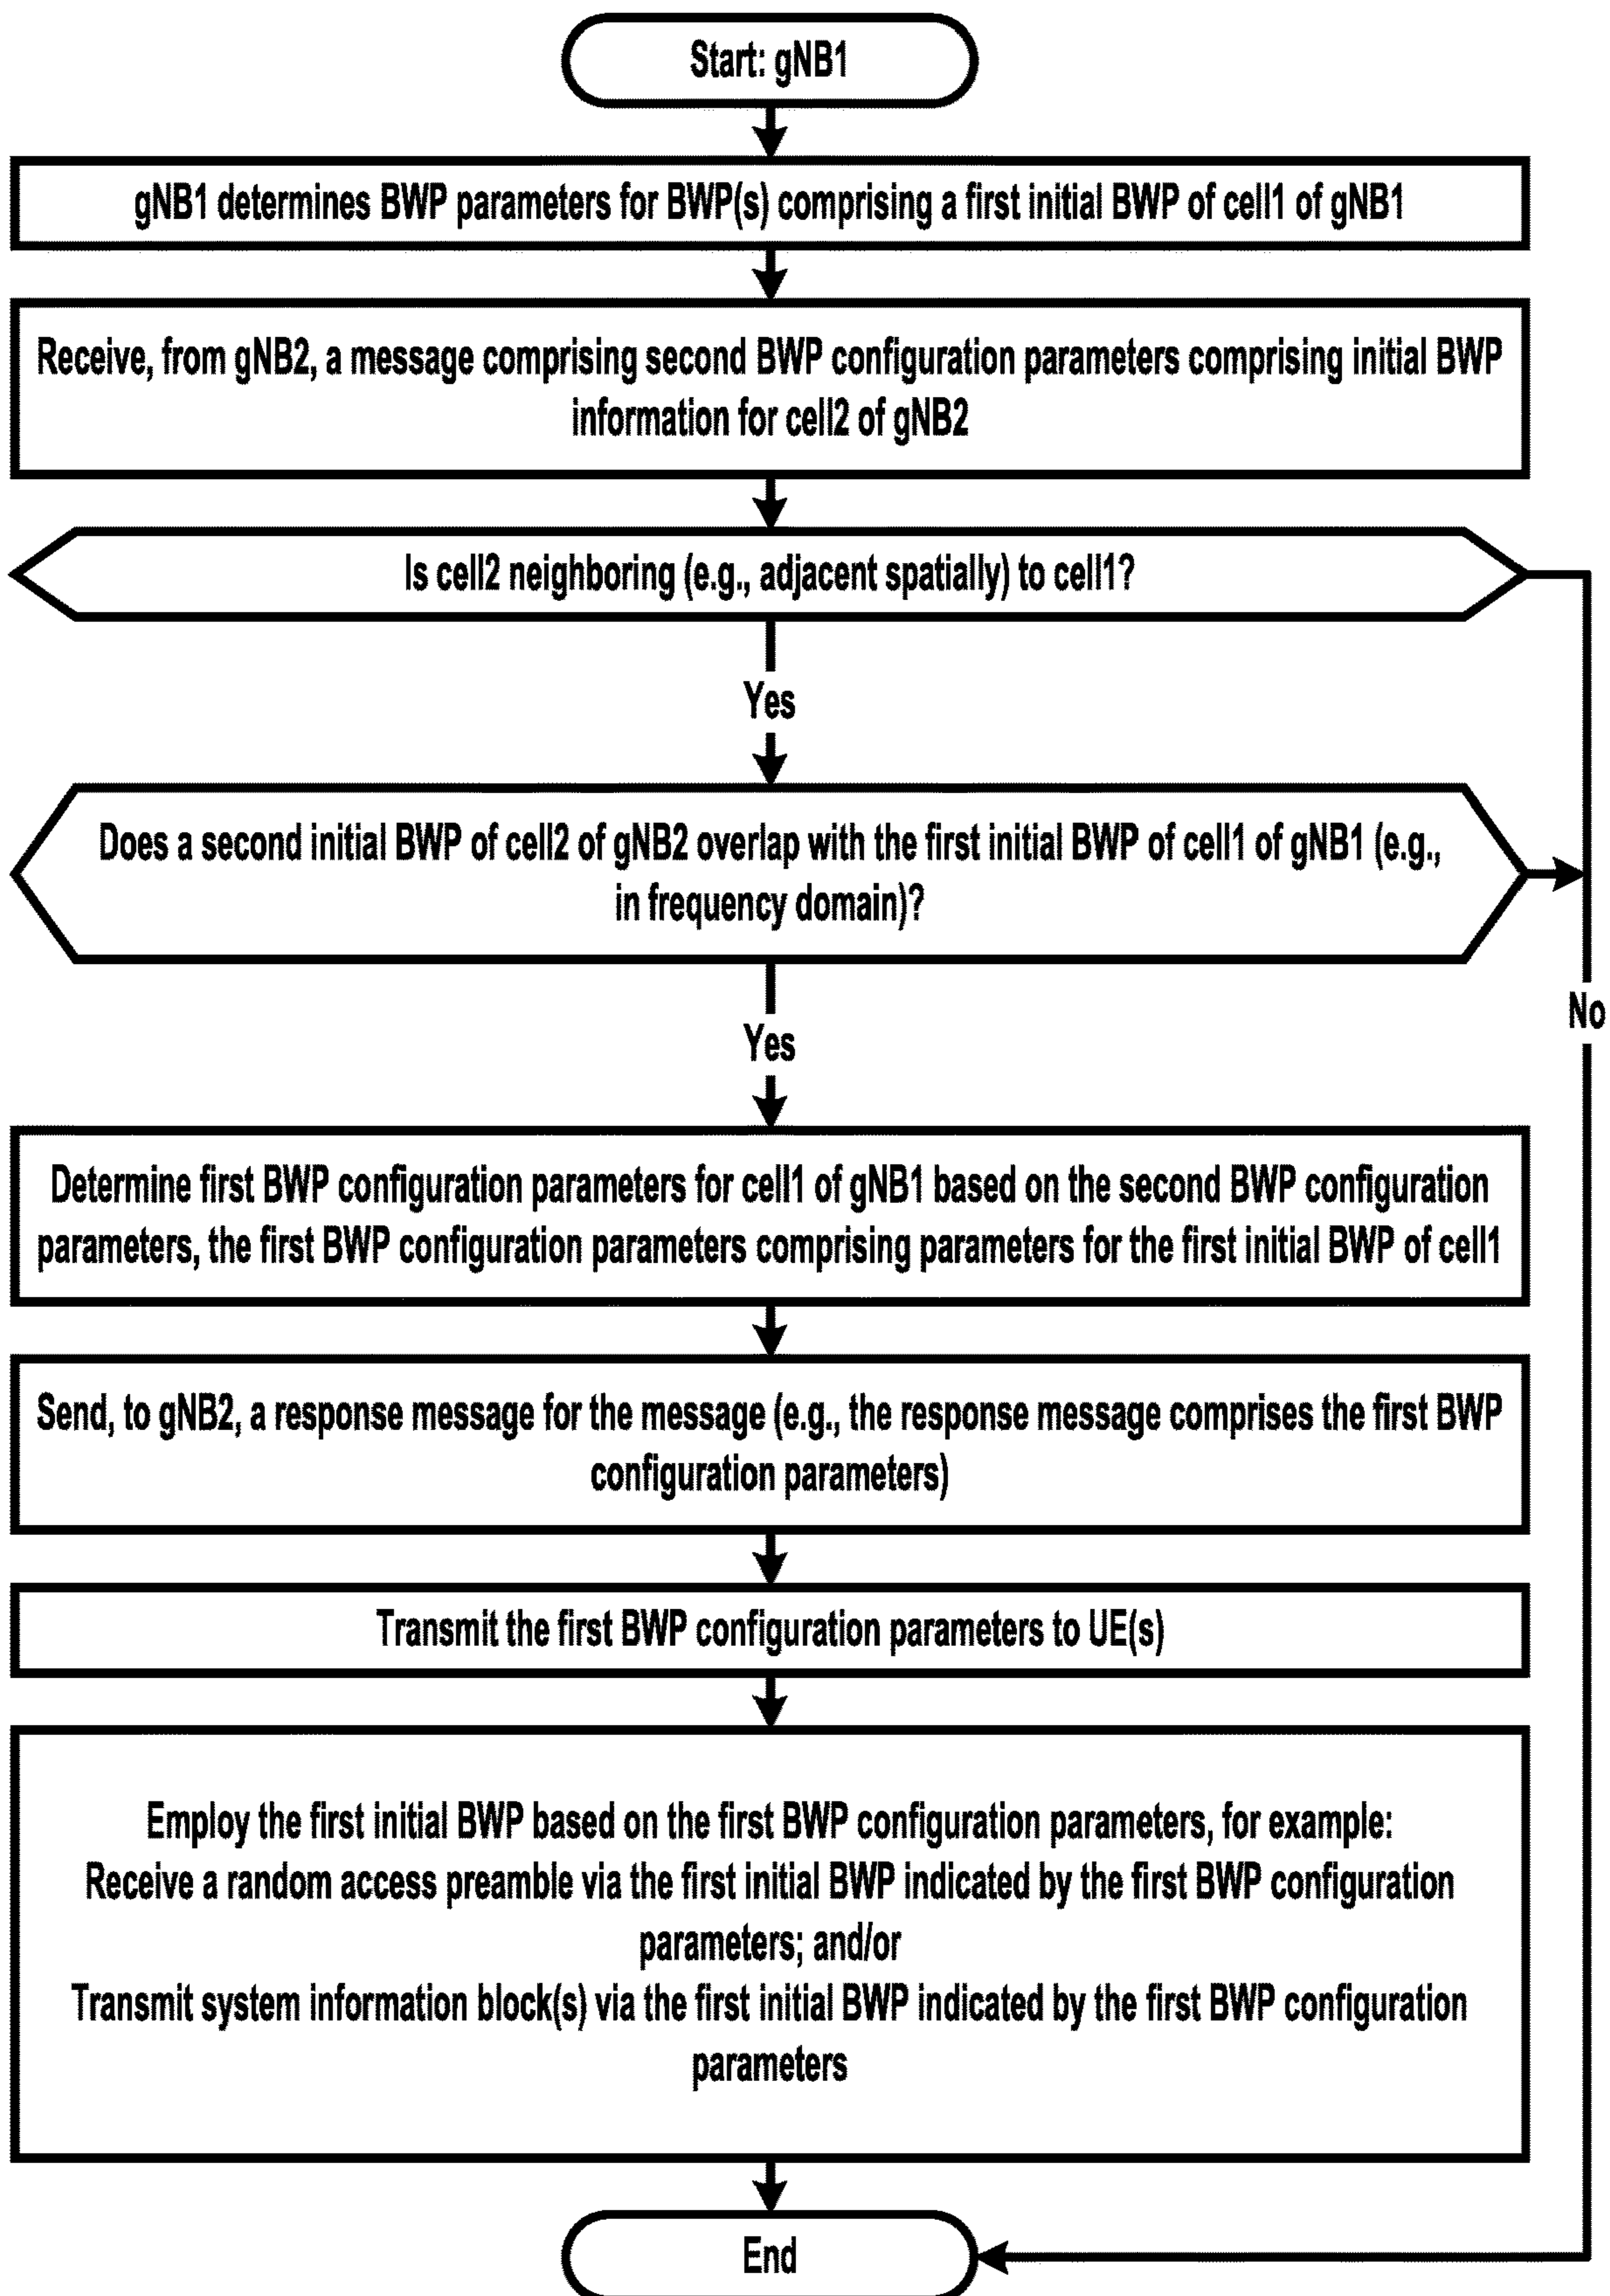 Start: gNB1
gNB1 determines BWP parameters for BWP(s) comprising a first initial BWP of cell1 of gNB1
Receive, from gNB2, a message comprising second BWP configuration parameters comprising initial BWP
information for cell2 of gNB2
Is cell2 neighboring (e.g., adjacent spatially) to cell1?
Yes
Does a second initial BWP of cell2 of gNB2 overlap with the first initial BWP of cell1 of gNB1 (e.g.,
in frequency domain)?
No
Yes
Determine first BWP configuration parameters for cell1 of gNB1 based on the second BWP configuration
parameters, the first BWP configuration parameters comprising parameters for the first initial BWP of cell1
Send, to gNB2, a response message for the message (e.g., the response message comprises the first BWP
configuration parameters)
Transmit the first BWP configuration parameters to UE(s)
Employ the first initial BWP based on the first BWP configuration parameters, for example:
Receive a random access preamble via the first initial BWP indicated by the first BWP configuration
parameters; and/or
Transmit system information block(s) via the first initial BWP indicated by the first BWP configuration
parameters
End